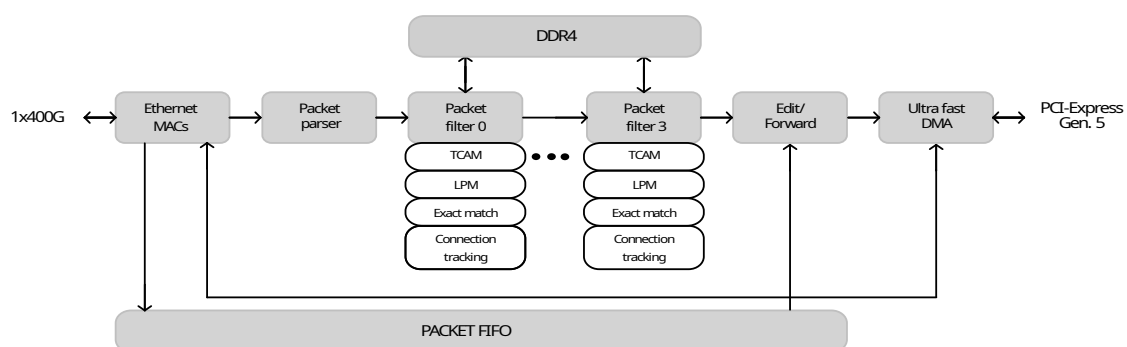 DDR4
1x400G
Ethernet
MACs
Packet
parser
Packet
filter 0
Packet
filter 3
Edit/
Forward
Ultra fast
DMA
PCI-Express
Gen. 5
TCAM
LPM
Exact match
Connection
tracking
TCAM
LPM
Exact match
Connection
tracking
PACKET FIFO